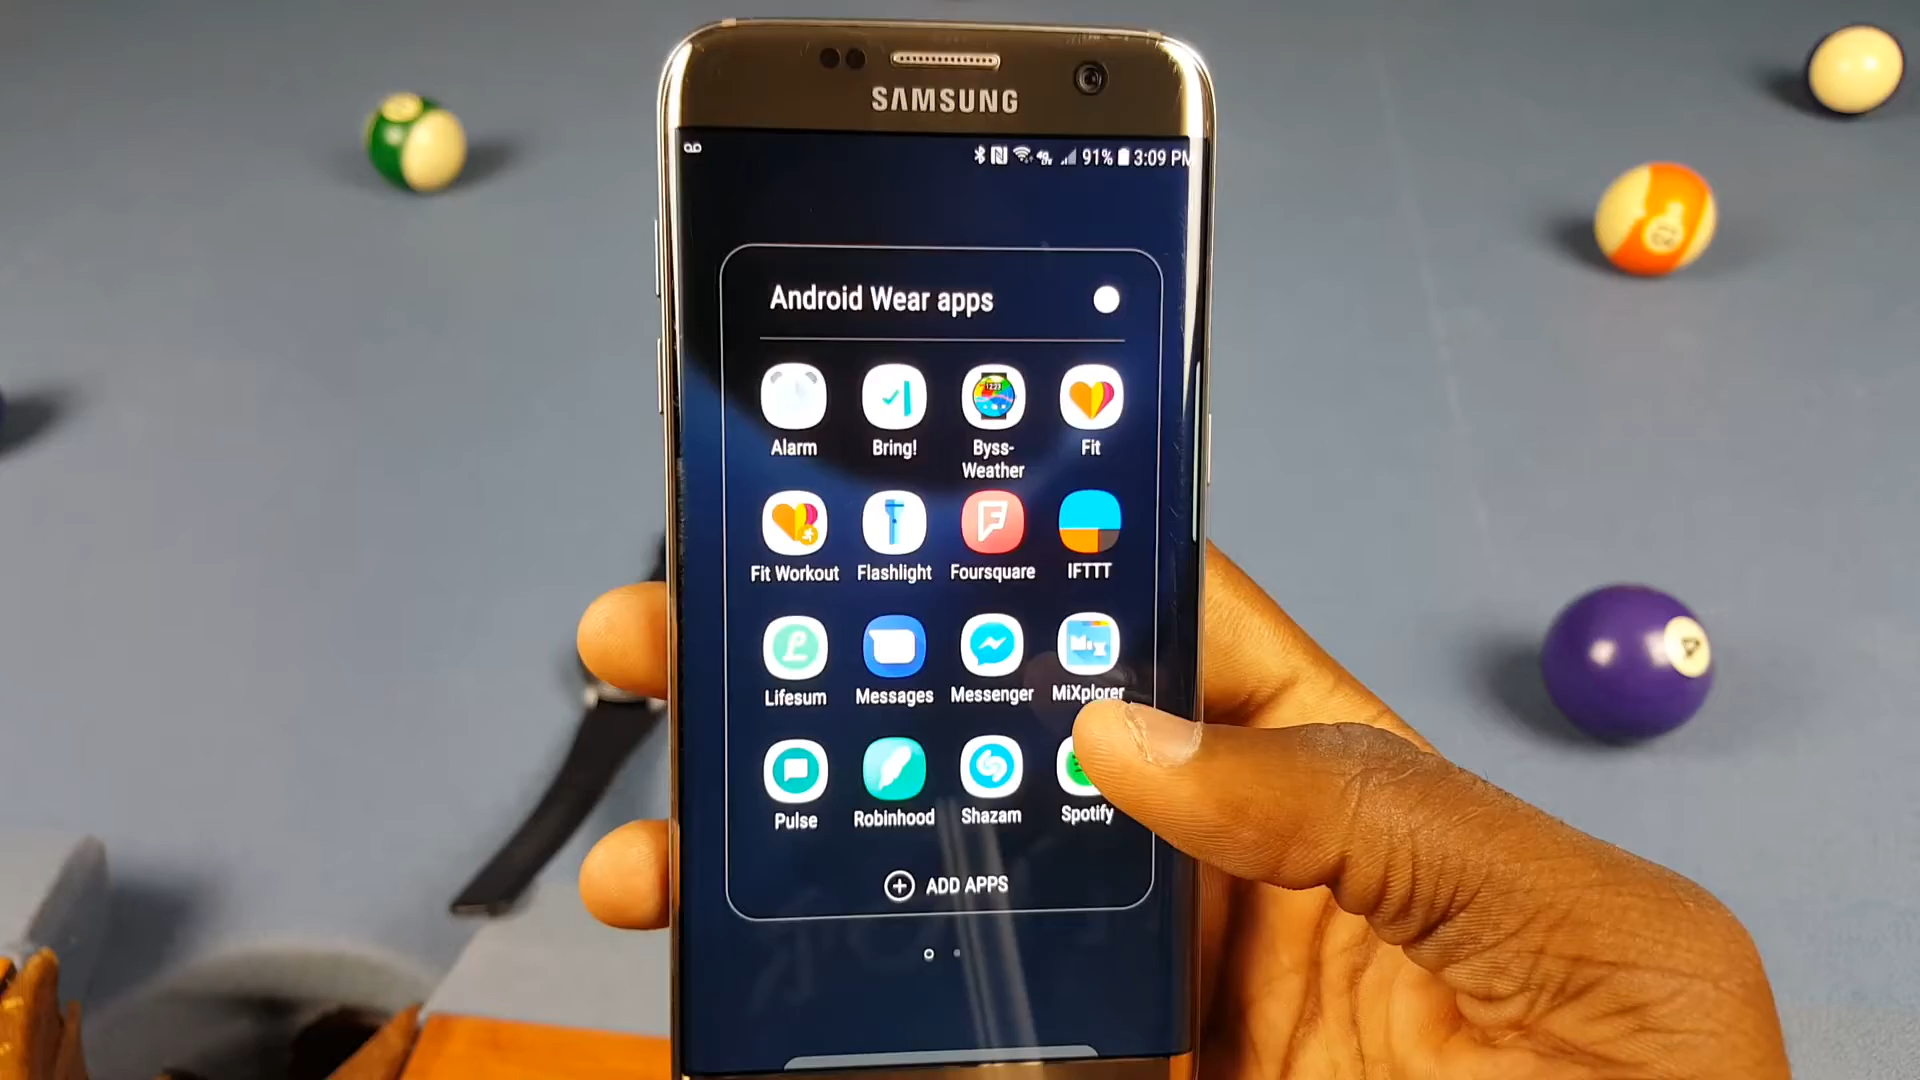 SAMSUNG
91% 3:09 PM
Android Wear apps
Alarm
Bring!
Byss-
Weather
Fit
Fit Workout
Flashlight
Foursquare
IFTTT
Lifesum
Messages
Messenger
MiXplorer
Pulse
Robinhood
Shazam
Spotify
ADD APPS
4